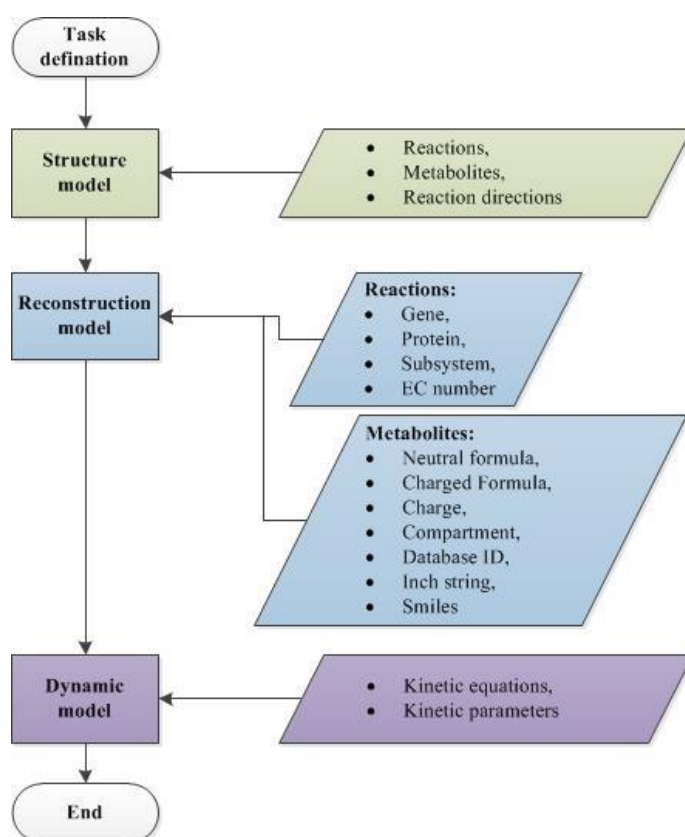 Task
defination
Structure
model
• Reactions,
• Metabolites,
• Reaction directions
Reconstruction
model
Reactions:
• Gene,
• Protein,
• Subsystem,
• EC number
Metabolites:
• Neutral formula,
• Charged Formula,
• Charge,
• Compartment,
• Database ID,
• Inch string,
• Smiles
Dynamic
model
• Kinetic equations,
• Kinetic parameters
End